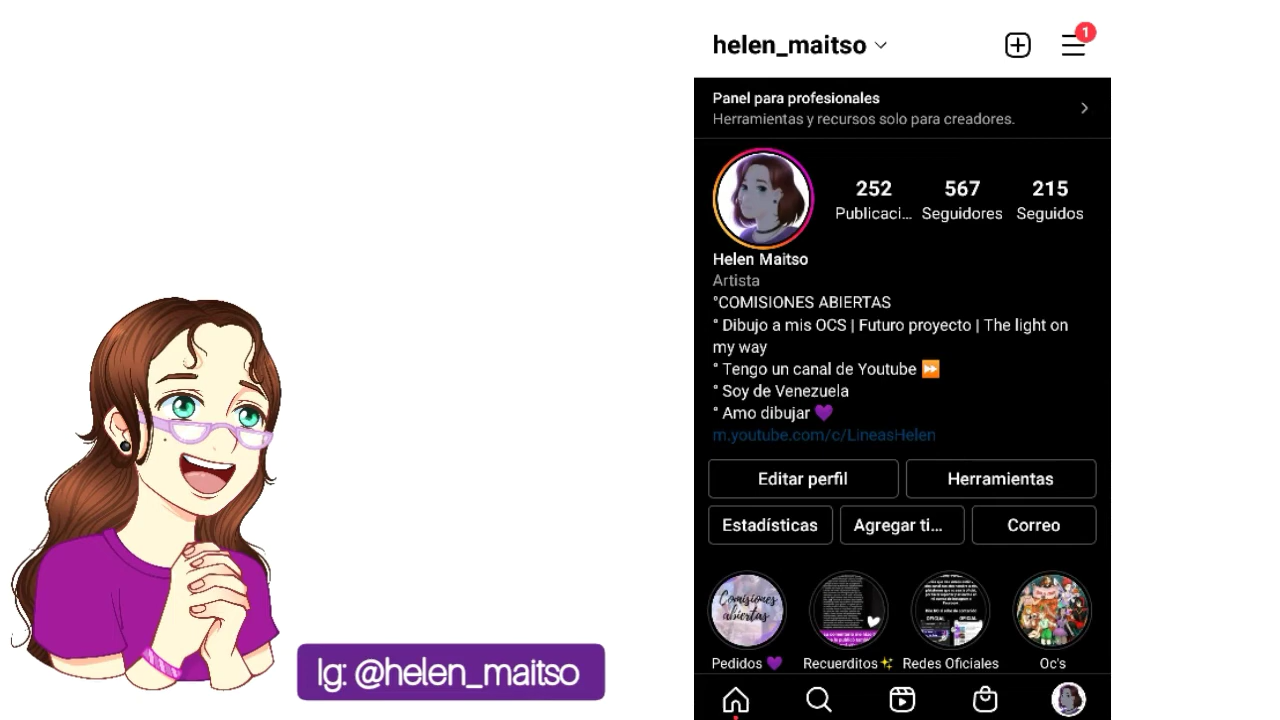 helen_maitso
1
Panel para profesionales
Herramientas y recursos solo para creadores.
252 567 215
Publicaci... Seguidores Seguidos
Helen Maitso
Artista
°COMISIONES ABIERTAS
° Dibujo a mis OCS | Futuro proyecto | The light on
my way
° Tengo un canal de Youtube ⏩
° Soy de Venezuela
° Amo dibujar 💜
m.youtube.com/c/LineasHelen
Editar perfil Herramientas
Estadísticas Agregar ti... Correo
Comisiones
abiertas
OFICIAL OFICIAL
Pedidos 💜 Recuerditos✨ Redes Oficiales Oc's
Ig: @helen_maitso